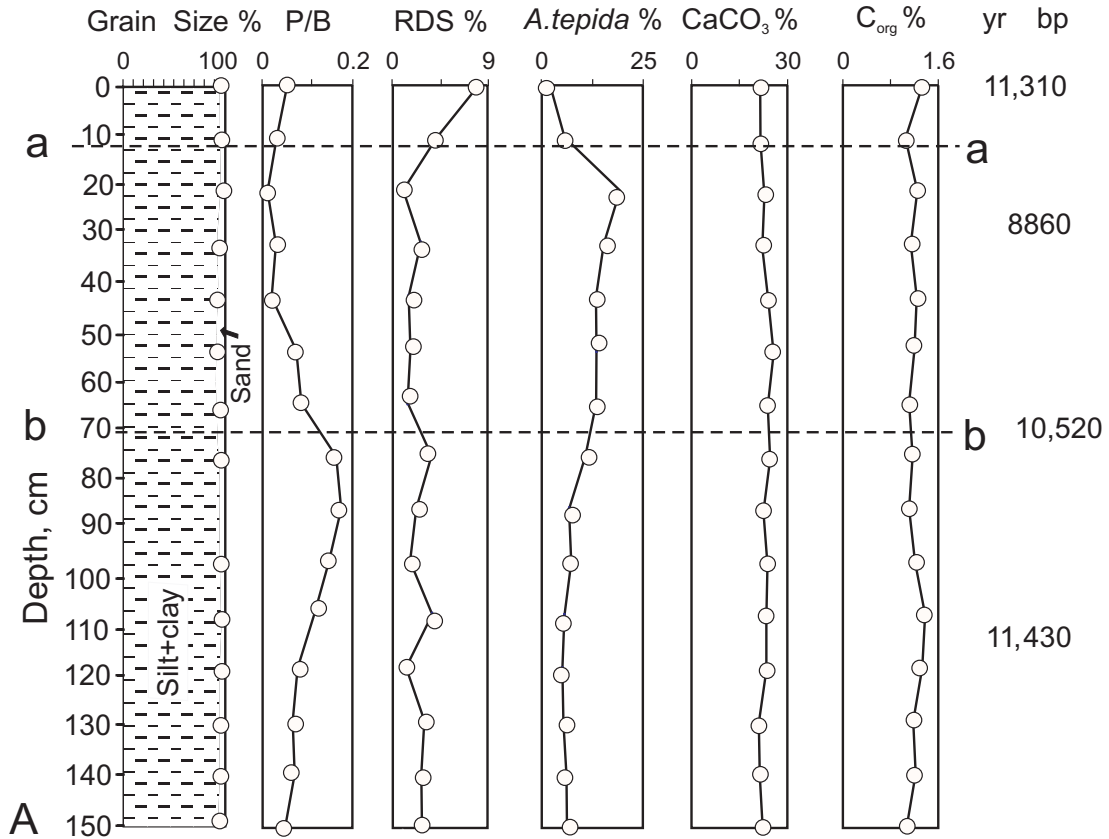 Grain Size % P/B RDS % A.tepida % CaCO₃ % Corg % yr bp
0 100 0 0.2 0 9 0 25 0 30 0 1.6
0 11,310
10
a a
20
30 8860
40
50
Sand
60
70 10,520
b b
80
90
100
110 11,430
120
130
140
150
Depth, cm
Silt+clay
A